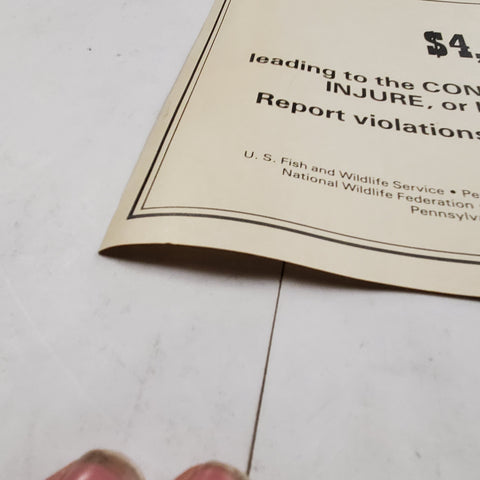 $4,
leading to the CON
INJURE, or
Report violations
U. S. Fish and Wildlife Service • Pe
National Wildlife Federation
Pennsylv